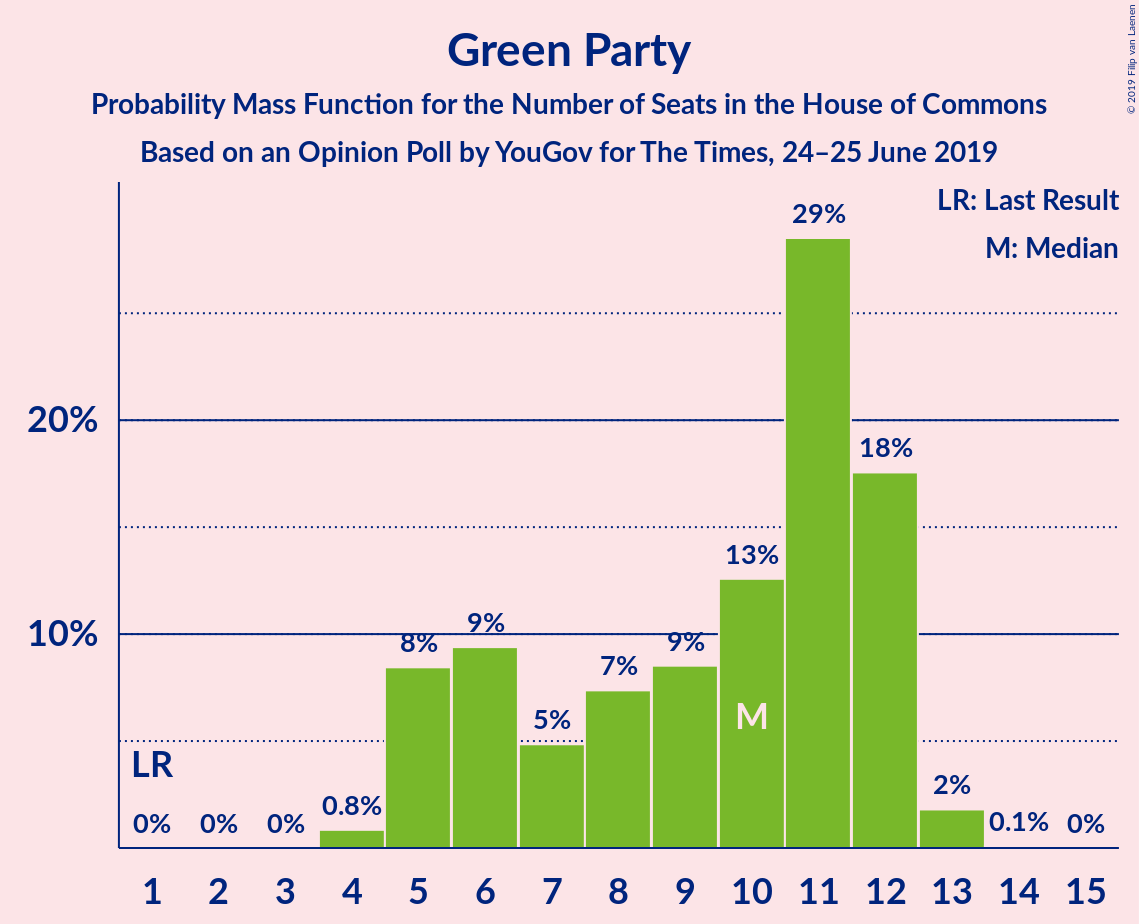 Green Party
Probability Mass Function for the Number of Seats in the House of Commons
Based on an Opinion Poll by YouGov for The Times, 24–25 June 2019
© 2019 Filip van Laenen
LR: Last Result
M: Median
29%
20%
18%
13%
10%
9%
8%
9%
7%
5%
M
LR
2%
0.8%
0% 0% 0% 0.1% 0%
1 2 3 4 5 6 7 8 9 10 11 12 13 14 15